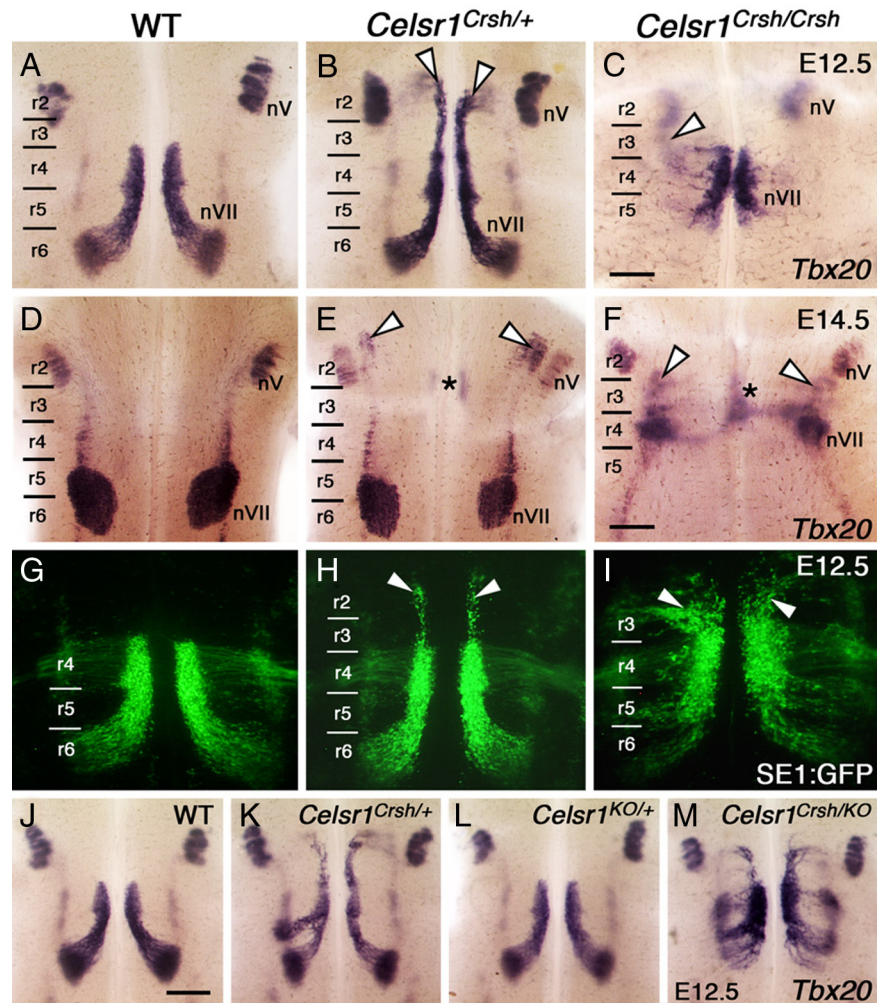 WT
Celsr1Crsh/+
Celsr1Crsh/Crsh
A
r2
r3
r4
r5
r6
nV
nVII
B
r2
r3
r4
r5
r6
nVII
C
E12.5
r2
r3
r4
r5
nV
nVII
Tbx20
D
r2
r3
r4
r5
r6
nV
nVII
E
r2
r3
r4
r5
r6
*
nV
nVII
F
E14.5
r2
r3
r4
r5
*
nV
nVII
Tbx20
G
r4
r5
r6
H
r2
r3
r4
r5
r6
I
E12.5
r3
r4
r5
r6
SE1:GFP
J
WT
K
Celsr1Crsh/+
L
Celsr1KO/+
M
Celsr1Crsh/KO
E12.5
Tbx20